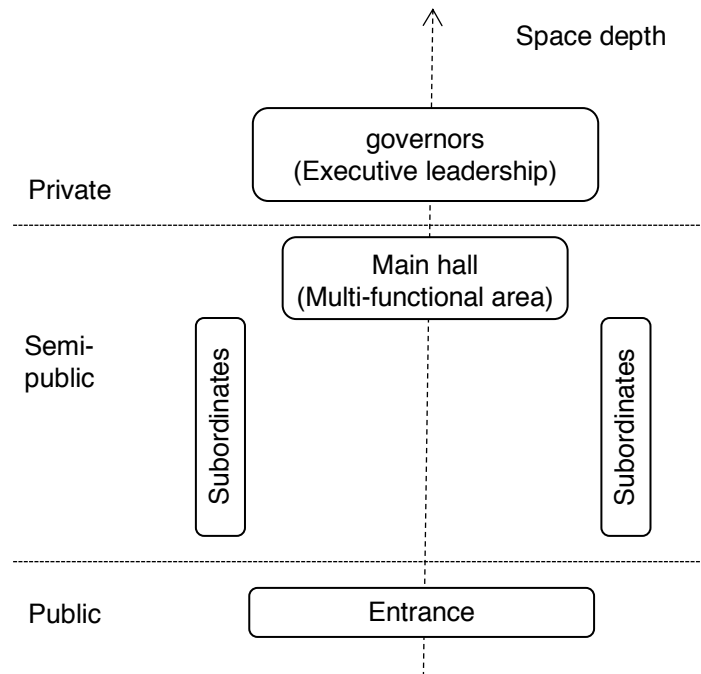 Space depth
governors
(Executive leadership)
Private
Main hall
(Multi-functional area)
Semi-
public
Subordinates
Subordinates
Public
Entrance